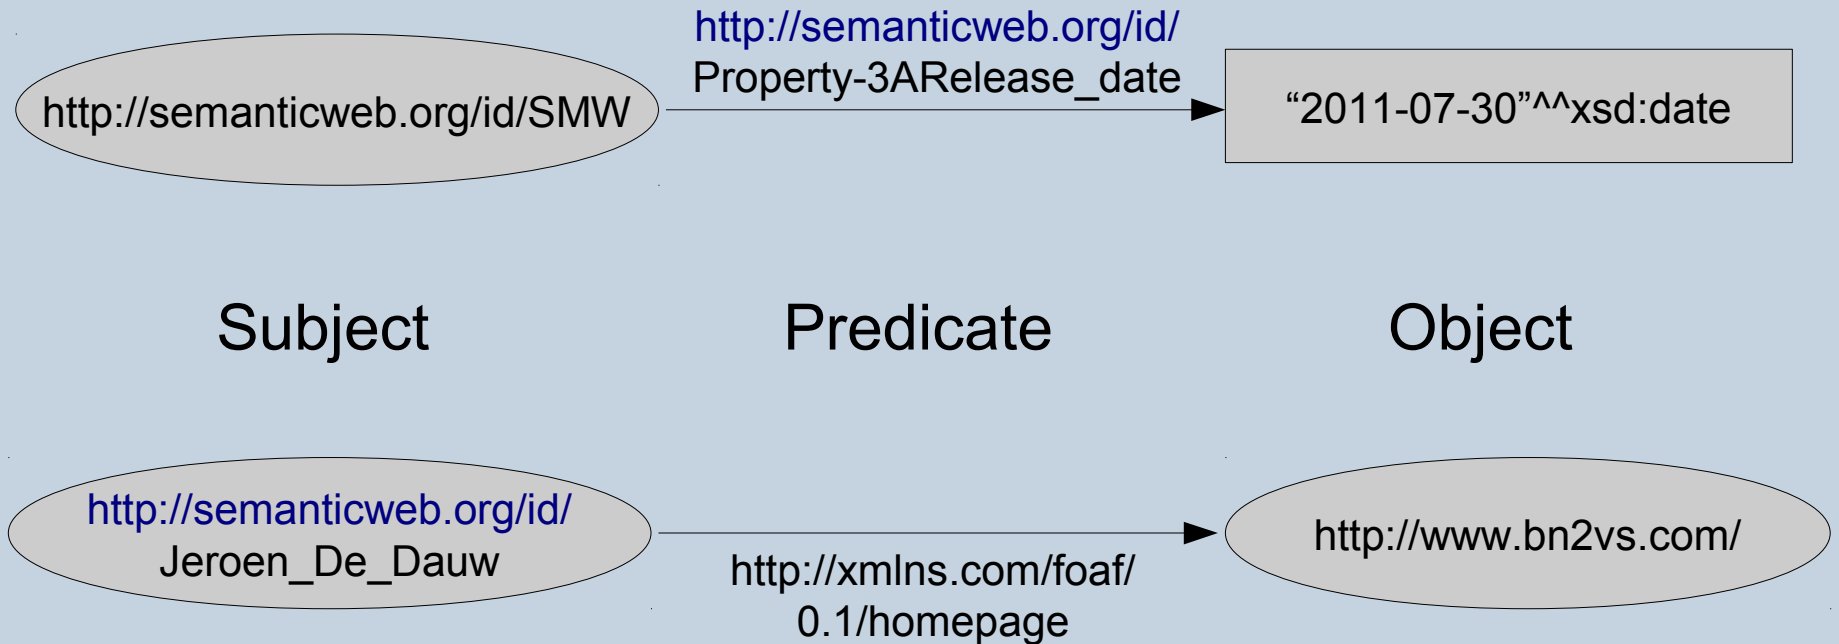 http://semanticweb.org/id/
Property-3ARelease_date
http://semanticweb.org/id/SMW
“2011-07-30”^^xsd:date
Subject
Predicate
Object
http://semanticweb.org/id/
Jeroen_De_Dauw
http://xmlns.com/foaf/
0.1/homepage
http://www.bn2vs.com/